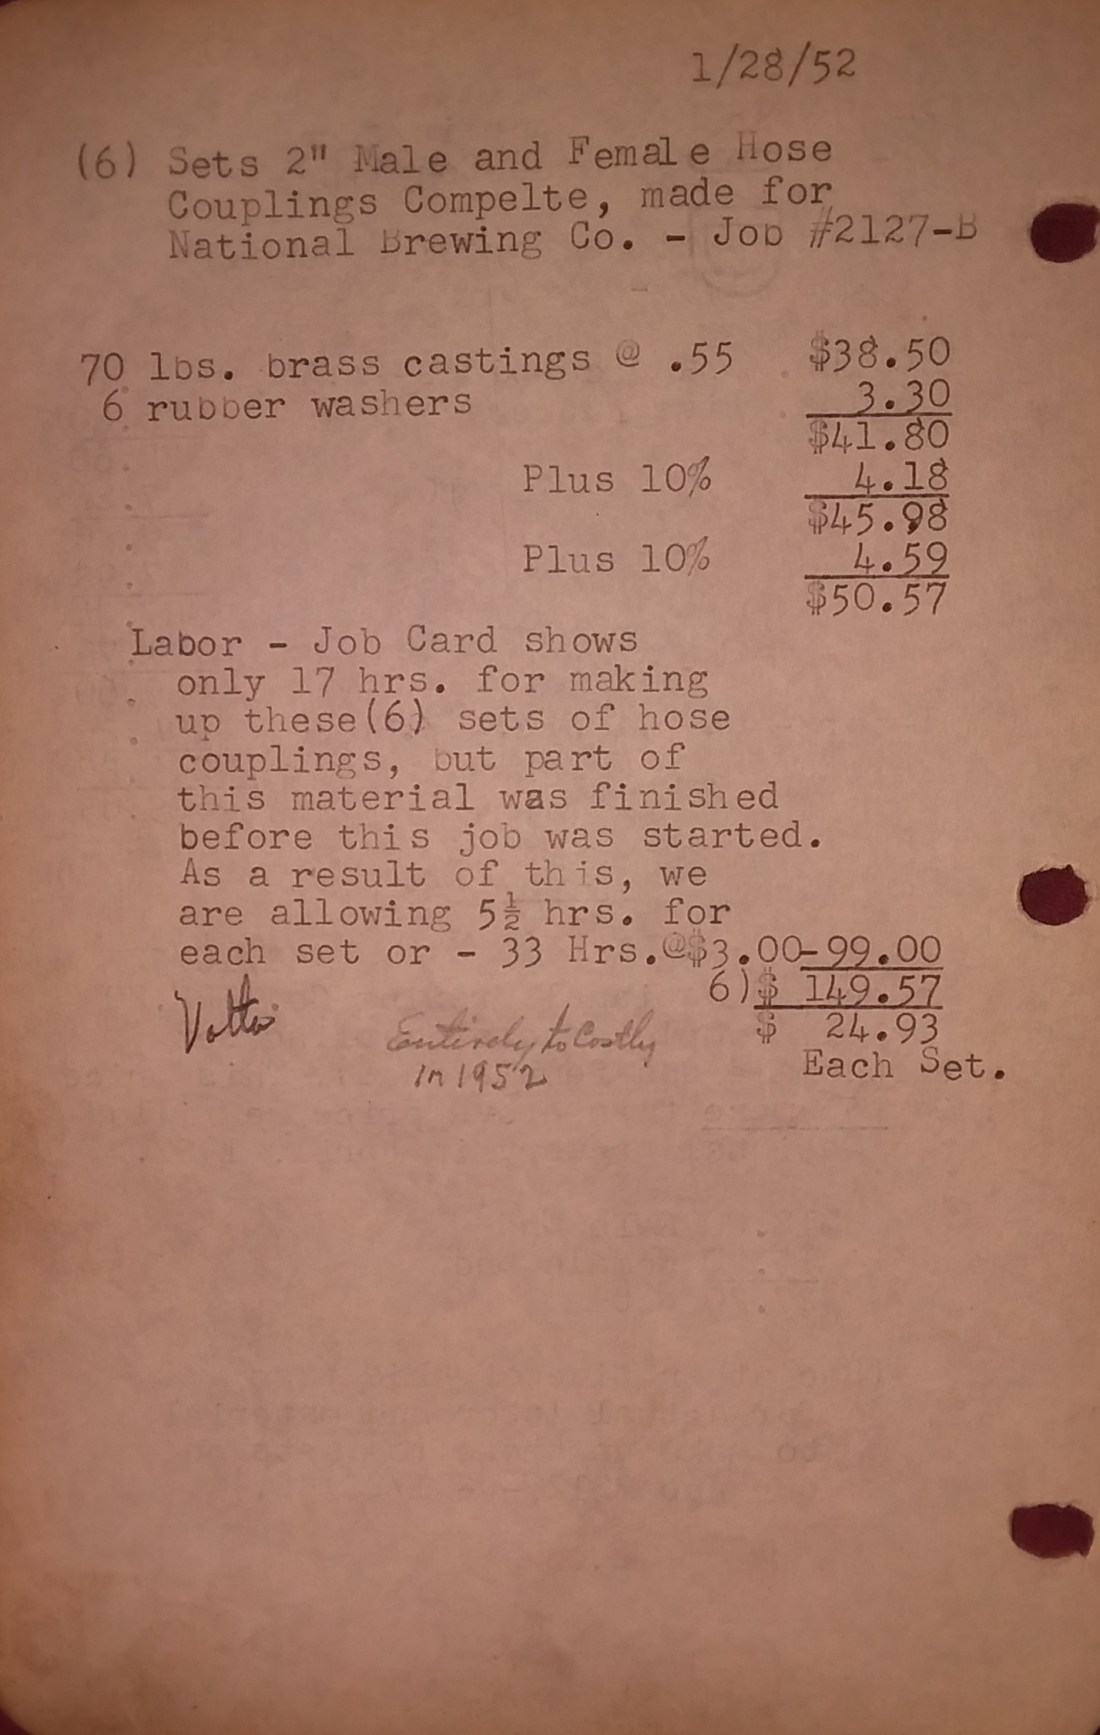 1/28/52
(6) Sets 2" Male and Female Hose
Couplings Compelte, made for
National Brewing Co. - Job #2127-B
70 lbs. brass castings @ .55 $38.50
6 rubber washers 3.30
$41.80
Plus 10% 4.18
$45.98
Plus 10% 4.59
$50.57
Labor - Job Card shows
only 17 hrs. for making
up these(6) sets of hose
couplings, but part of
this material was finished
before this job was started.
As a result of this, we
are allowing 5½ hrs. for
each set or - 33 Hrs.@$3.00-99.00
6)$ 149.57
$ 24.93
Entirely to Costly
in 1952
Each Set.